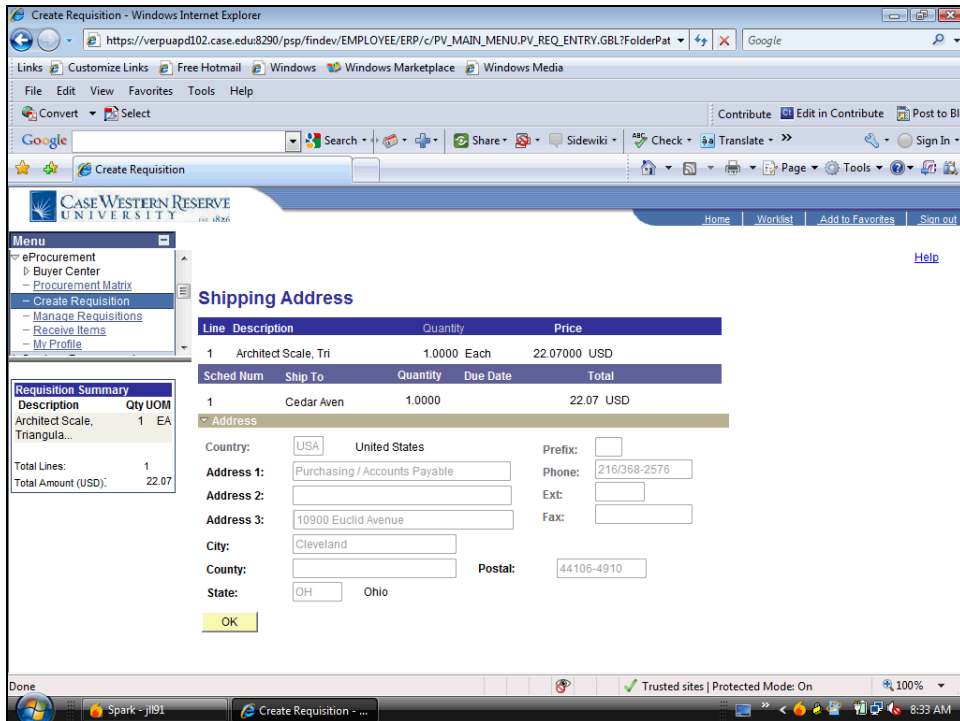 Create Requisition - Windows Internet Explorer
https://verpuapd102.case.edu:8290/psp/findev/EMPLOYEE/ERP/c/PV_MAIN_MENU.PV_REQ_ENTRY.GBL?FolderPat
Google
Links Customize Links Free Hotmail Windows Windows Marketplace Windows Media
File Edit View Favorites Tools Help
Convert Select
Contribute Edit in Contribute Post to Bl
Google Search Share Sidewiki Check Translate Sign In
Create Requisition
Page Tools
CASE WESTERN RESERVE
UNIVERSITY EST. 1826
Home Worklist Add to Favorites Sign out
Menu
eProcurement
Buyer Center
Procurement Matrix
Create Requisition
Manage Requisitions
Receive Items
My Profile
Requisition Summary
Description Qty UOM
Architect Scale, 1 EA
Triangula...
Total Lines: 1
Total Amount (USD): 22.07
Help
Shipping Address
Line Description Quantity Price
1 Architect Scale, Tri 1.0000 Each 22.07000 USD
Sched Num Ship To Quantity Due Date Total
1 Cedar Aven 1.0000 22.07 USD
Address
Country: USA United States Prefix:
Address 1: Purchasing / Accounts Payable Phone: 216/368-2576
Address 2: Ext:
Address 3: 10900 Euclid Avenue Fax:
City: Cleveland
County: Postal: 44106-4910
State: OH Ohio
OK
Done Trusted sites | Protected Mode: On 100%
Spark - jll91 Create Requisition - ... 8:33 AM